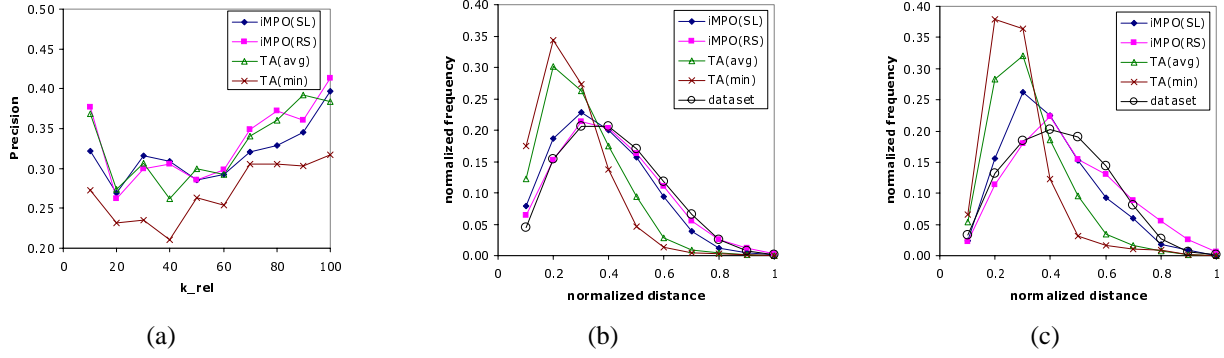 0.50
0.45
0.40
0.35
0.30
0.25
0.20
Precision
0
20
40
60
80
100
k_rel
iMPO(SL)
iMPO(RS)
TA(avg)
TA(min)
(a)
0.40
0.35
0.30
0.25
0.20
0.15
0.10
0.05
0.00
normalized frequency
0
0.2
0.4
0.6
0.8
1
normalized distance
iMPO(SL)
iMPO(RS)
TA(avg)
TA(min)
dataset
(b)
0.40
0.35
0.30
0.25
0.20
0.15
0.10
0.05
0.00
normalized frequency
0
0.2
0.4
0.6
0.8
1
normalized distance
iMPO(SL)
iMPO(RS)
TA(avg)
TA(min)
dataset
(c)